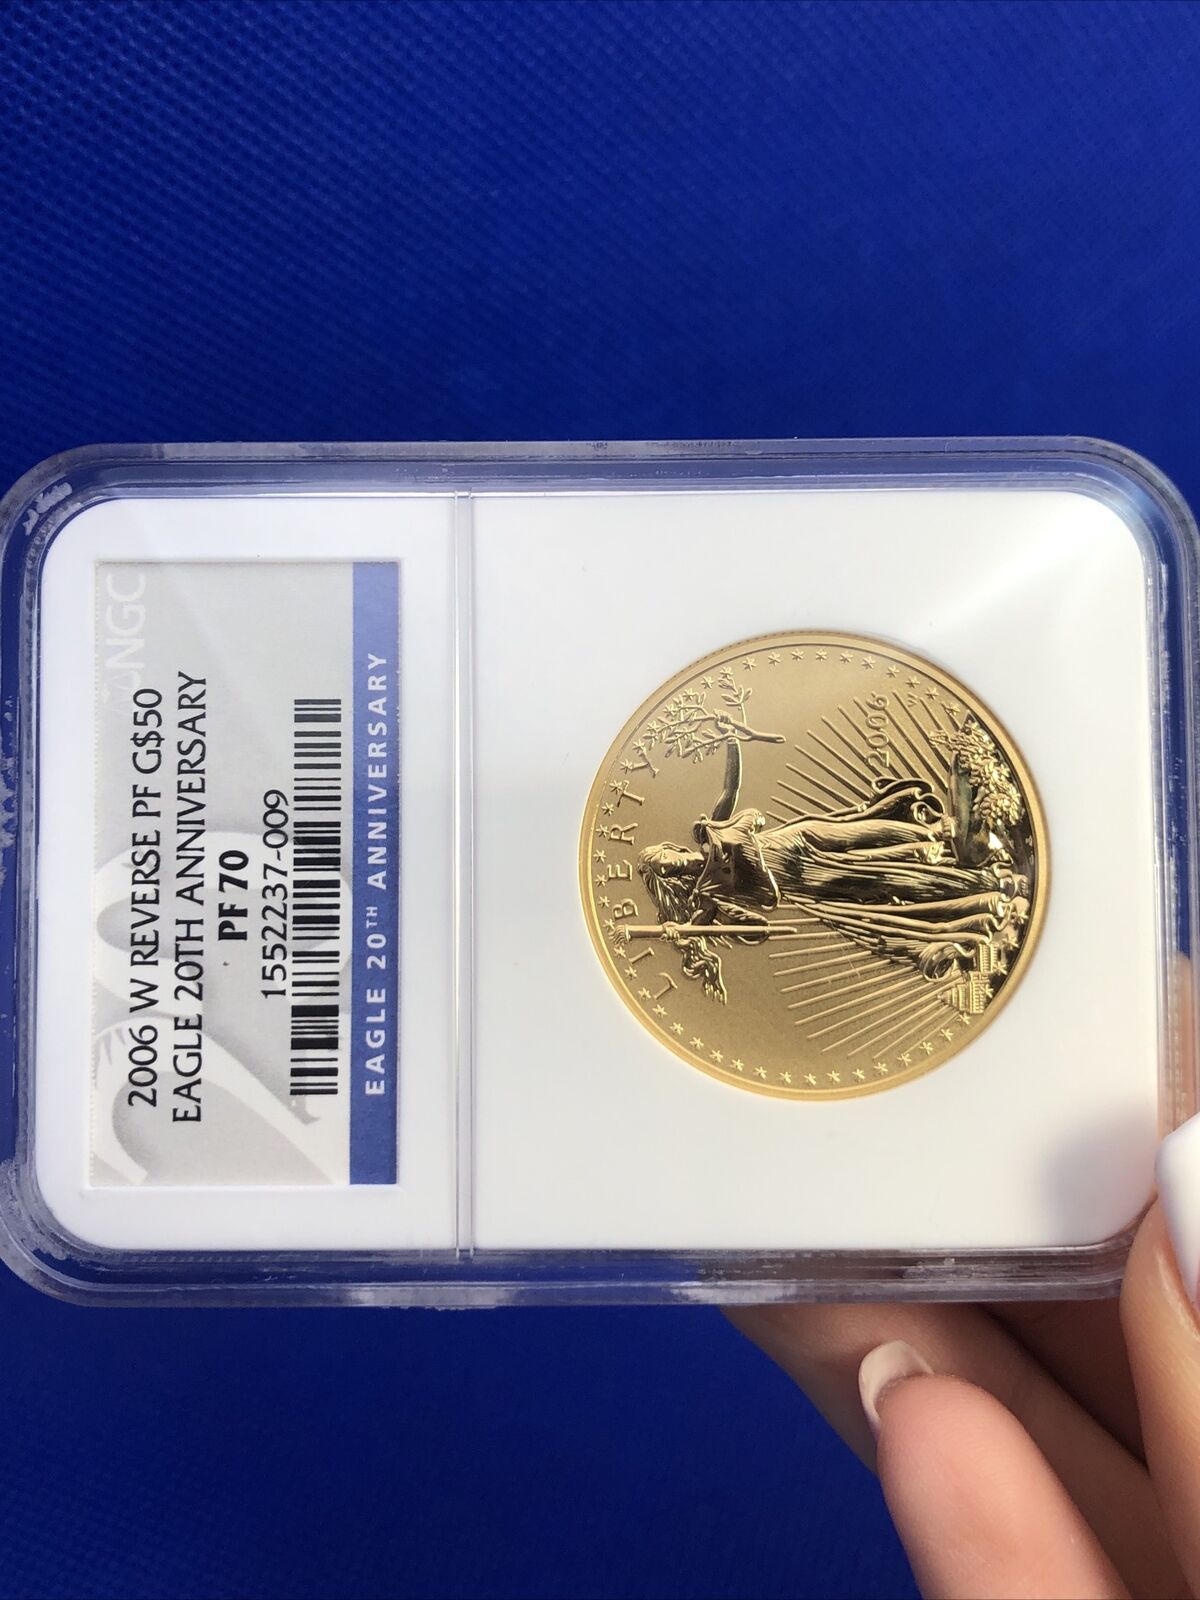 NGC
2006 W REVERSE PF G$50
EAGLE 20TH ANNIVERSARY
PF 70
1552237-009
EAGLE 20TH ANNIVERSARY
LIBERTY
2006
W